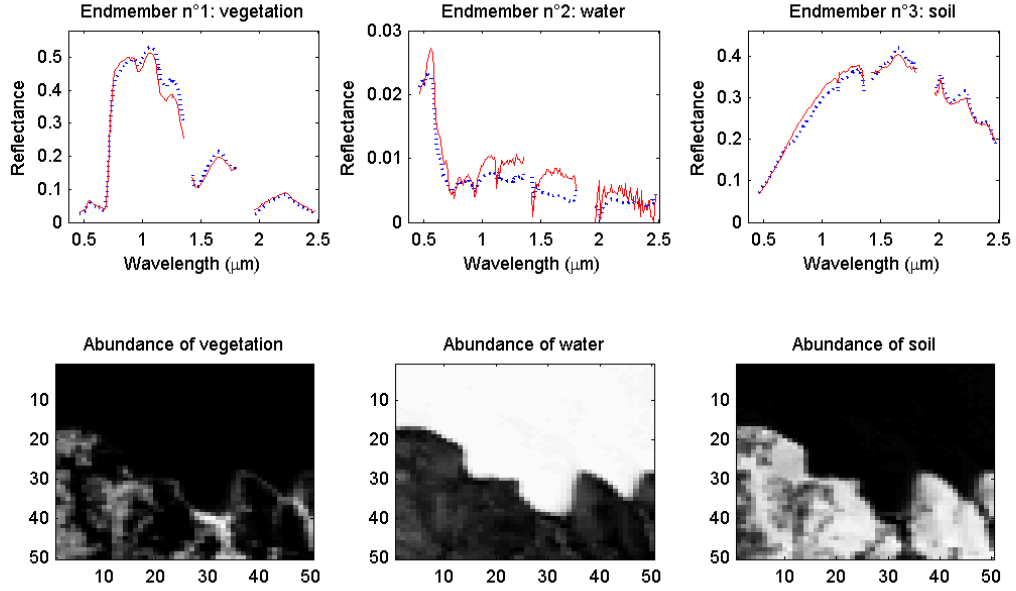 Endmember n°1: vegetation
Endmember n°2: water
Endmember n°3: soil
Reflectance
0.5
0.4
0.3
0.2
0.1
0
0.5 1 1.5 2 2.5
Wavelength (μm)
Reflectance
0.03
0.02
0.01
0
0.5 1 1.5 2 2.5
Wavelength (μm)
Reflectance
0.4
0.3
0.2
0.1
0
0.5 1 1.5 2 2.5
Wavelength (μm)
Abundance of vegetation
10
20
30
40
50
10 20 30 40 50
Abundance of water
10
20
30
40
50
10 20 30 40 50
Abundance of soil
10
20
30
40
50
10 20 30 40 50